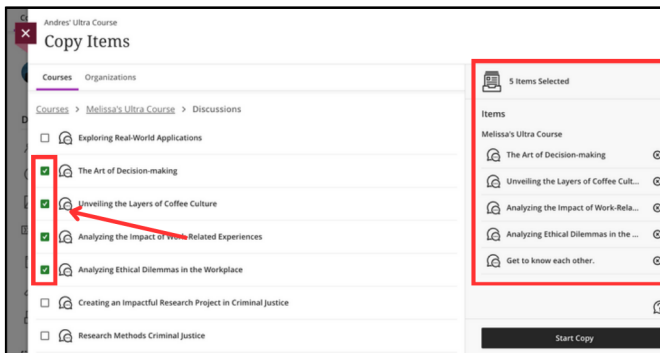 Andres' Ultra Course
Copy Items
Courses Organizations
Courses > Melissa's Ultra Course > Discussions
Exploring Real-World Applications
The Art of Decision-making
Unveiling the Layers of Coffee Culture
Analyzing the Impact of Work-Related Experiences
Analyzing Ethical Dilemmas in the Workplace
Creating an Impactful Research Project in Criminal Justice
Research Methods Criminal Justice
5 Items Selected
Items
Melissa's Ultra Course
The Art of Decision-making
Unveiling the Layers of Coffee Cult...
Analyzing the Impact of Work-Rela...
Analyzing Ethical Dilemmas in the ...
Get to know each other.
Start Copy